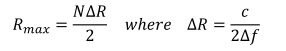 R_max = NΔR / 2 where ΔR = c / 2Δf